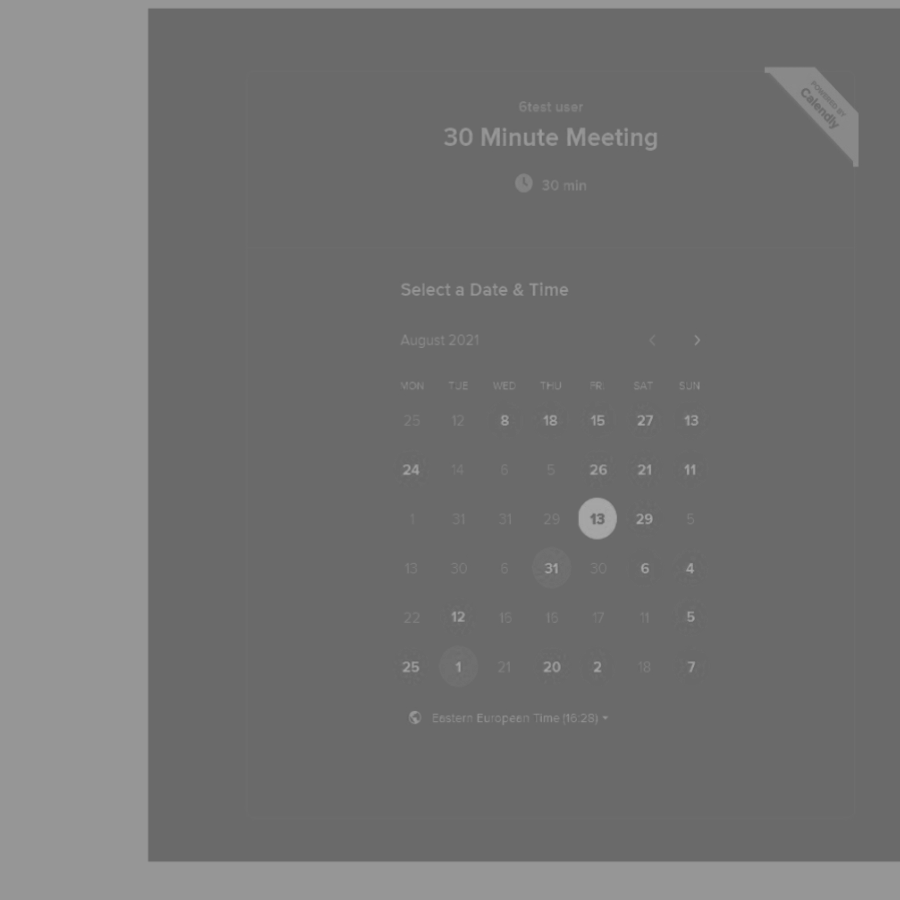 POWERED BY
Calendly
6test user
30 Minute Meeting
30 min
Select a Date & Time
August 2021
MON TUE WED THU FRI SAT SUN
25 12 8 18 15 27 13
24 14 6 5 26 21 11
1 31 31 29 13 29 5
13 30 6 31 30 6 4
22 12 15 15 17 11 5
25 1 21 20 2 18 7
Eastern European Time (16:28)